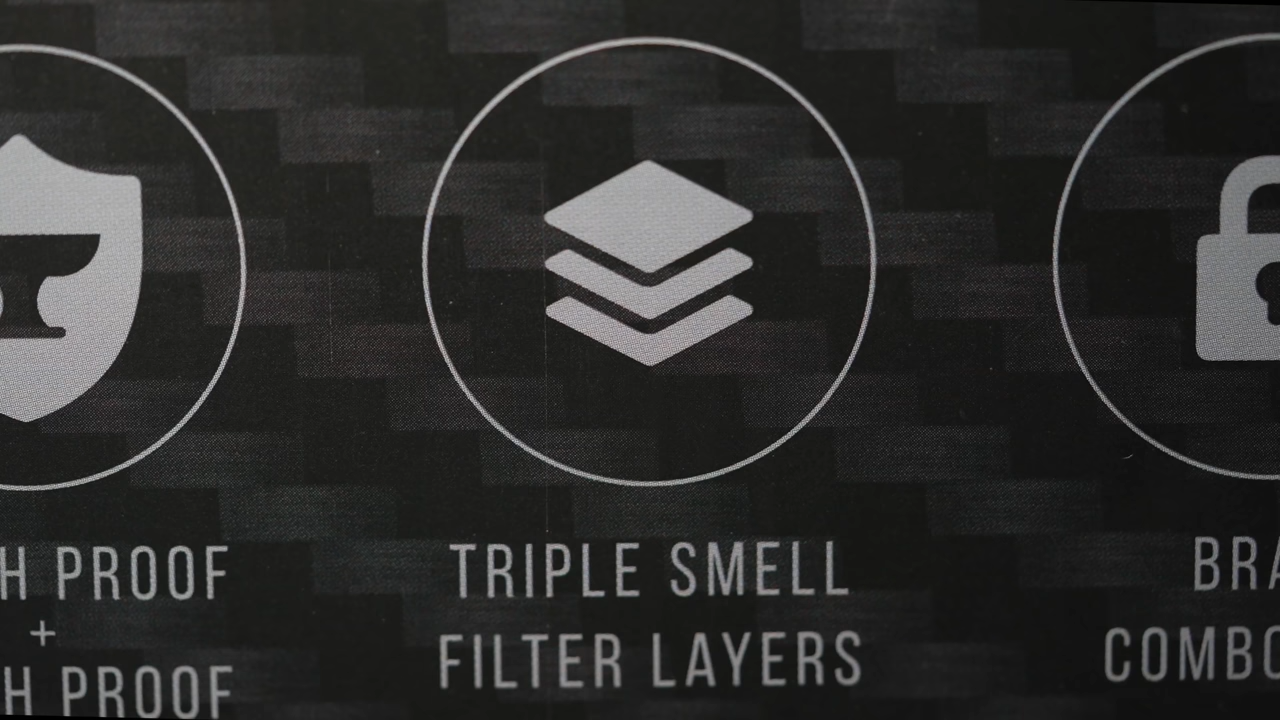 H PROOF
+
H PROOF
TRIPLE SMELL
FILTER LAYERS
BRA
COMBO